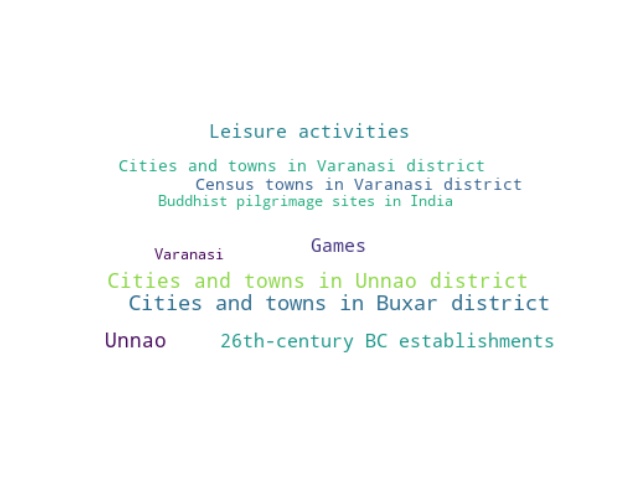 Leisure activities
Cities and towns in Varanasi district
Census towns in Varanasi district
Buddhist pilgrimage sites in India
Games
Varanasi
Cities and towns in Unnao district
Cities and towns in Buxar district
Unnao 26th-century BC establishments